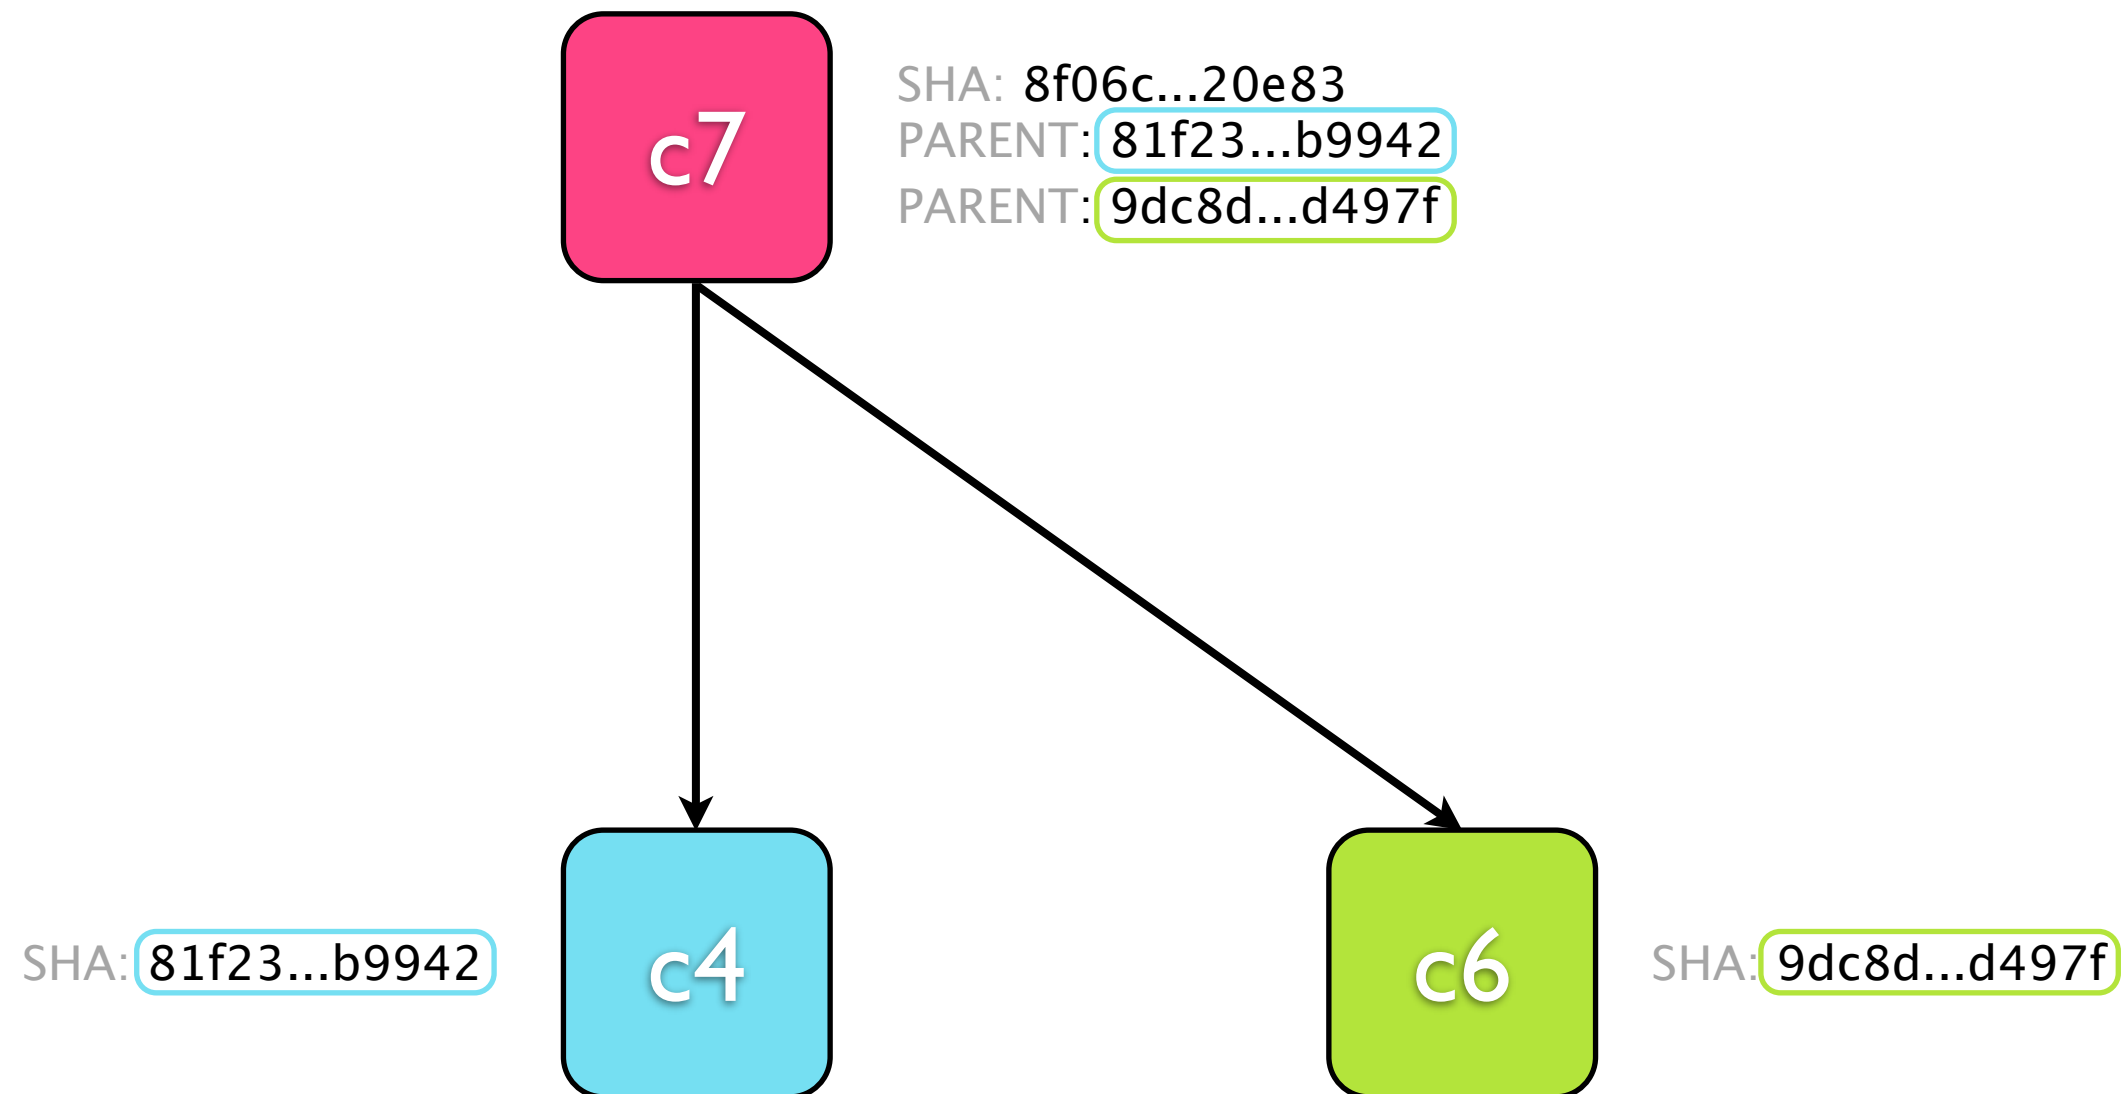 c7
SHA: 8f06c...20e83
PARENT: 81f23...b9942
PARENT: 9dc8d...d497f
SHA: 81f23...b9942
c4
c6
SHA: 9dc8d...d497f